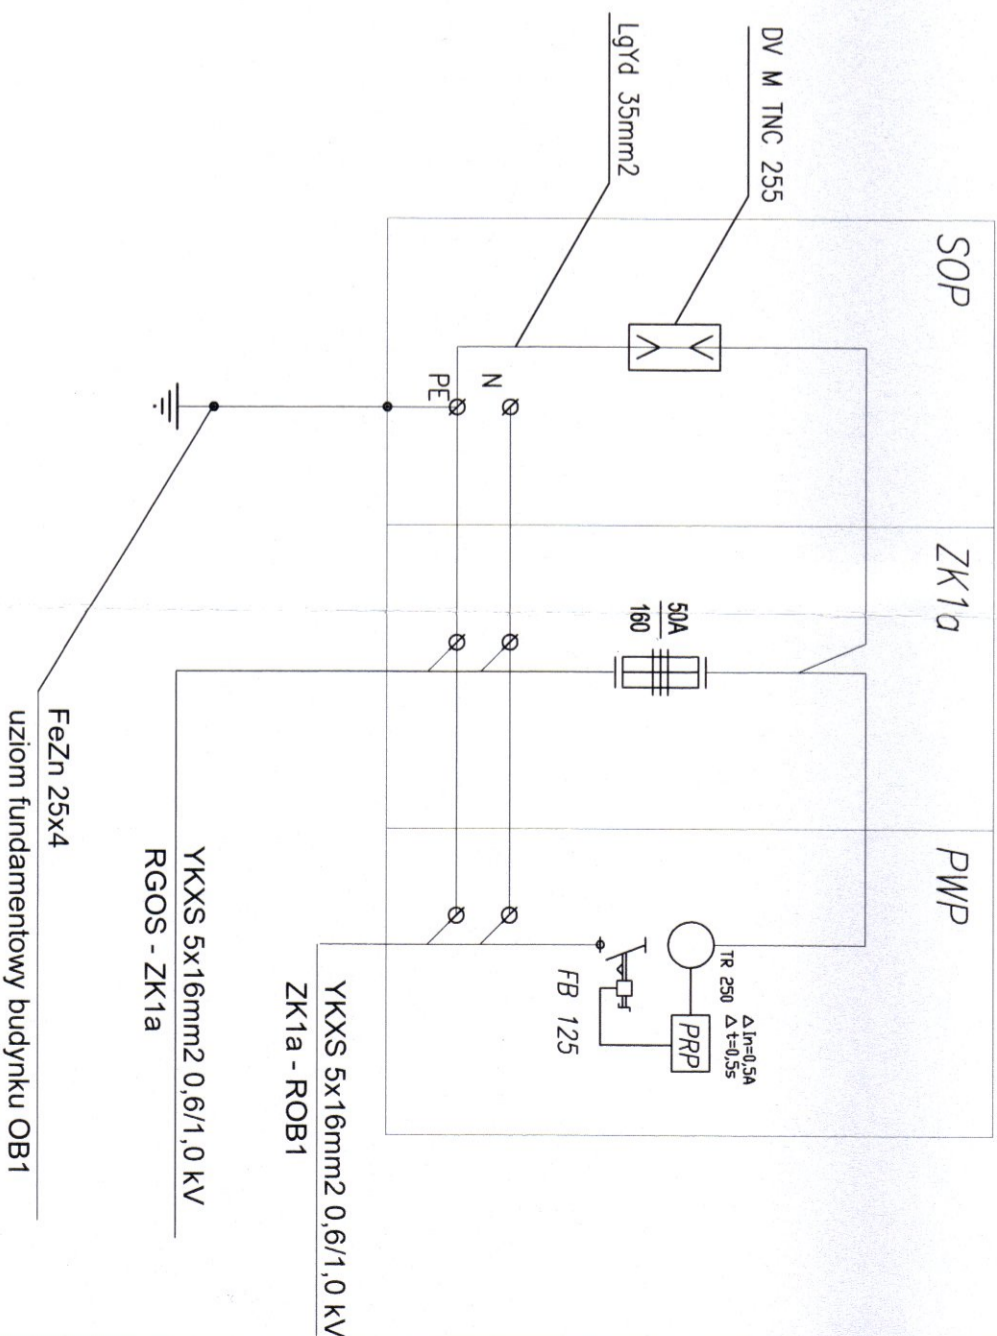 SOP
ZK1a
PWP
DV M TNC 255
LgYd 35mm2
N
PE
50A
160
TR 250
Δ In=0,5A
Δ t=0,5s
PRP
FB 125
YKXS 5x16mm2 0,6/1,0 kV
ZK1a - ROB1
YKXS 5x16mm2 0,6/1,0 kV
RGOS - ZK1a
FeZn 25x4
uziom fundamentowy budynku OB1